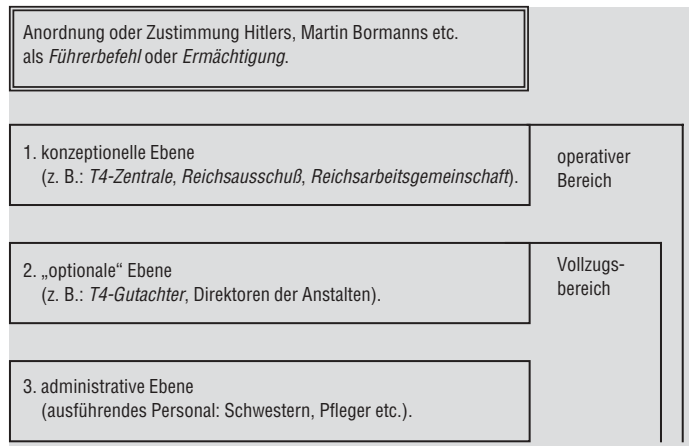 Anordnung oder Zustimmung Hitlers, Martin Bormanns etc.
als Führerbefehl oder Ermächtigung.
1. konzeptionelle Ebene
(z. B.: T4-Zentrale, Reichsausschuß, Reichsarbeitsgemeinschaft).
operativer
Bereich
2. „optionale“ Ebene
(z. B.: T4-Gutachter, Direktoren der Anstalten).
Vollzugs-
bereich
3. administrative Ebene
(ausführendes Personal: Schwestern, Pfleger etc.).